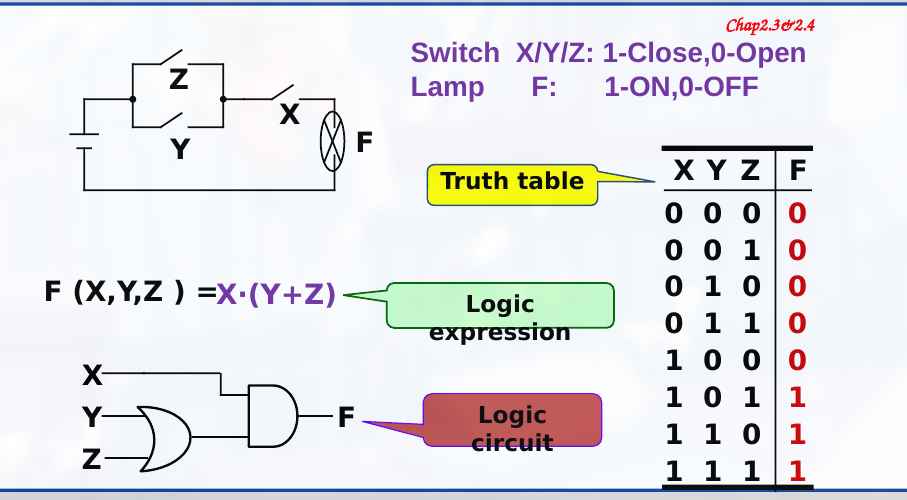 Chap2.3&2.4
Switch X/Y/Z: 1-Close,0-Open
Lamp F: 1-ON,0-OFF
Z
X
Y
F
Truth table
X Y Z F
0 0 0 0
0 0 1 0
0 1 0 0
0 1 1 0
1 0 0 0
1 0 1 1
1 1 0 1
1 1 1 1
F (X,Y,Z ) =X·(Y+Z)
Logic
expression
X
Y
Z
F
Logic
circuit